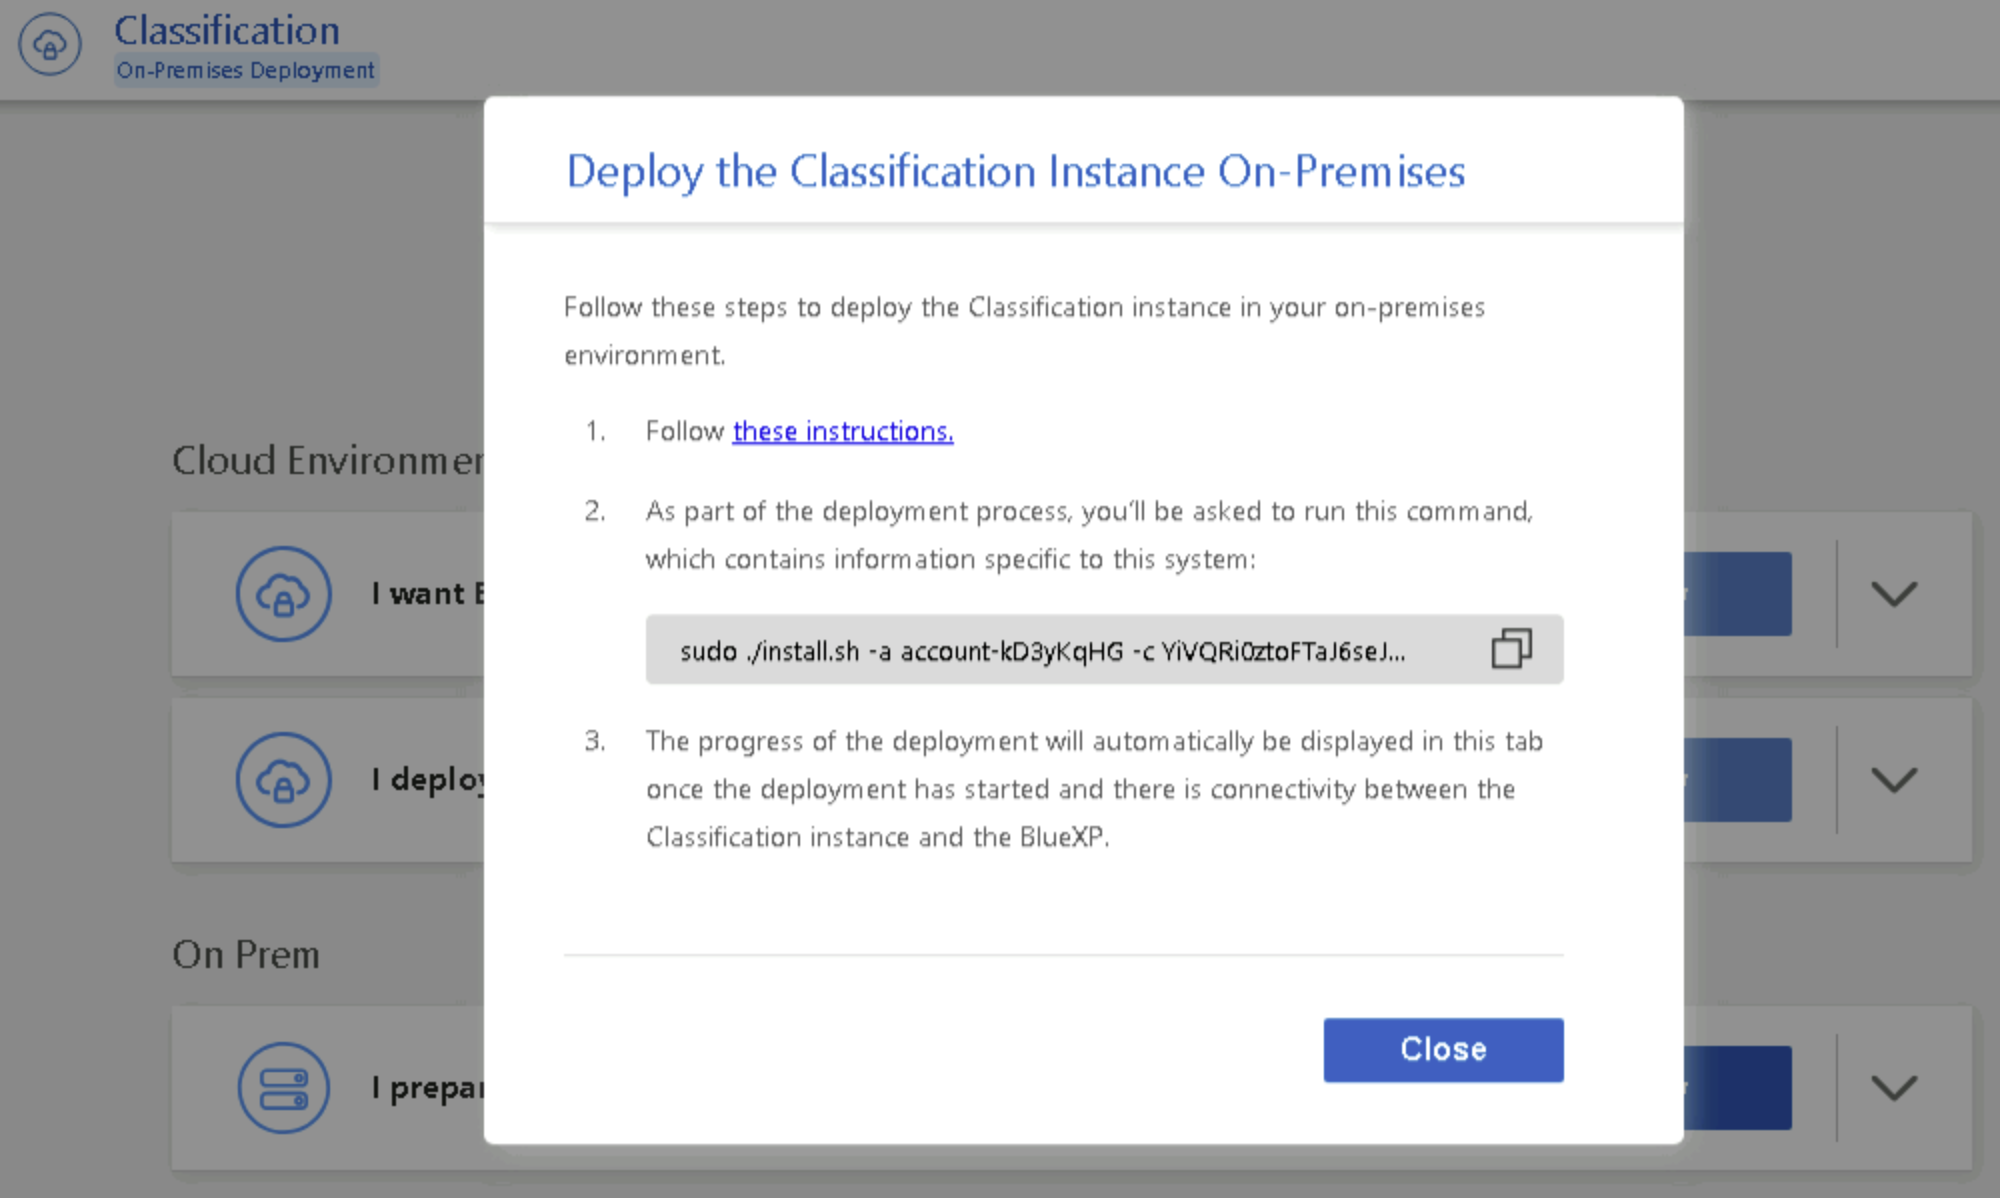 Classification
On-Premises Deployment
Deploy the Classification Instance On-Premises
Follow these steps to deploy the Classification instance in your on-premises
environment.
1. Follow these instructions.
2. As part of the deployment process, you'll be asked to run this command,
which contains information specific to this system:
sudo ./install.sh -a account-kD3yKqHG -c YiVQRi0ztoFTaJ6seJ...
3. The progress of the deployment will automatically be displayed in this tab
once the deployment has started and there is connectivity between the
Classification instance and the BlueXP.
Close
Cloud
I want
I
On Prem
I